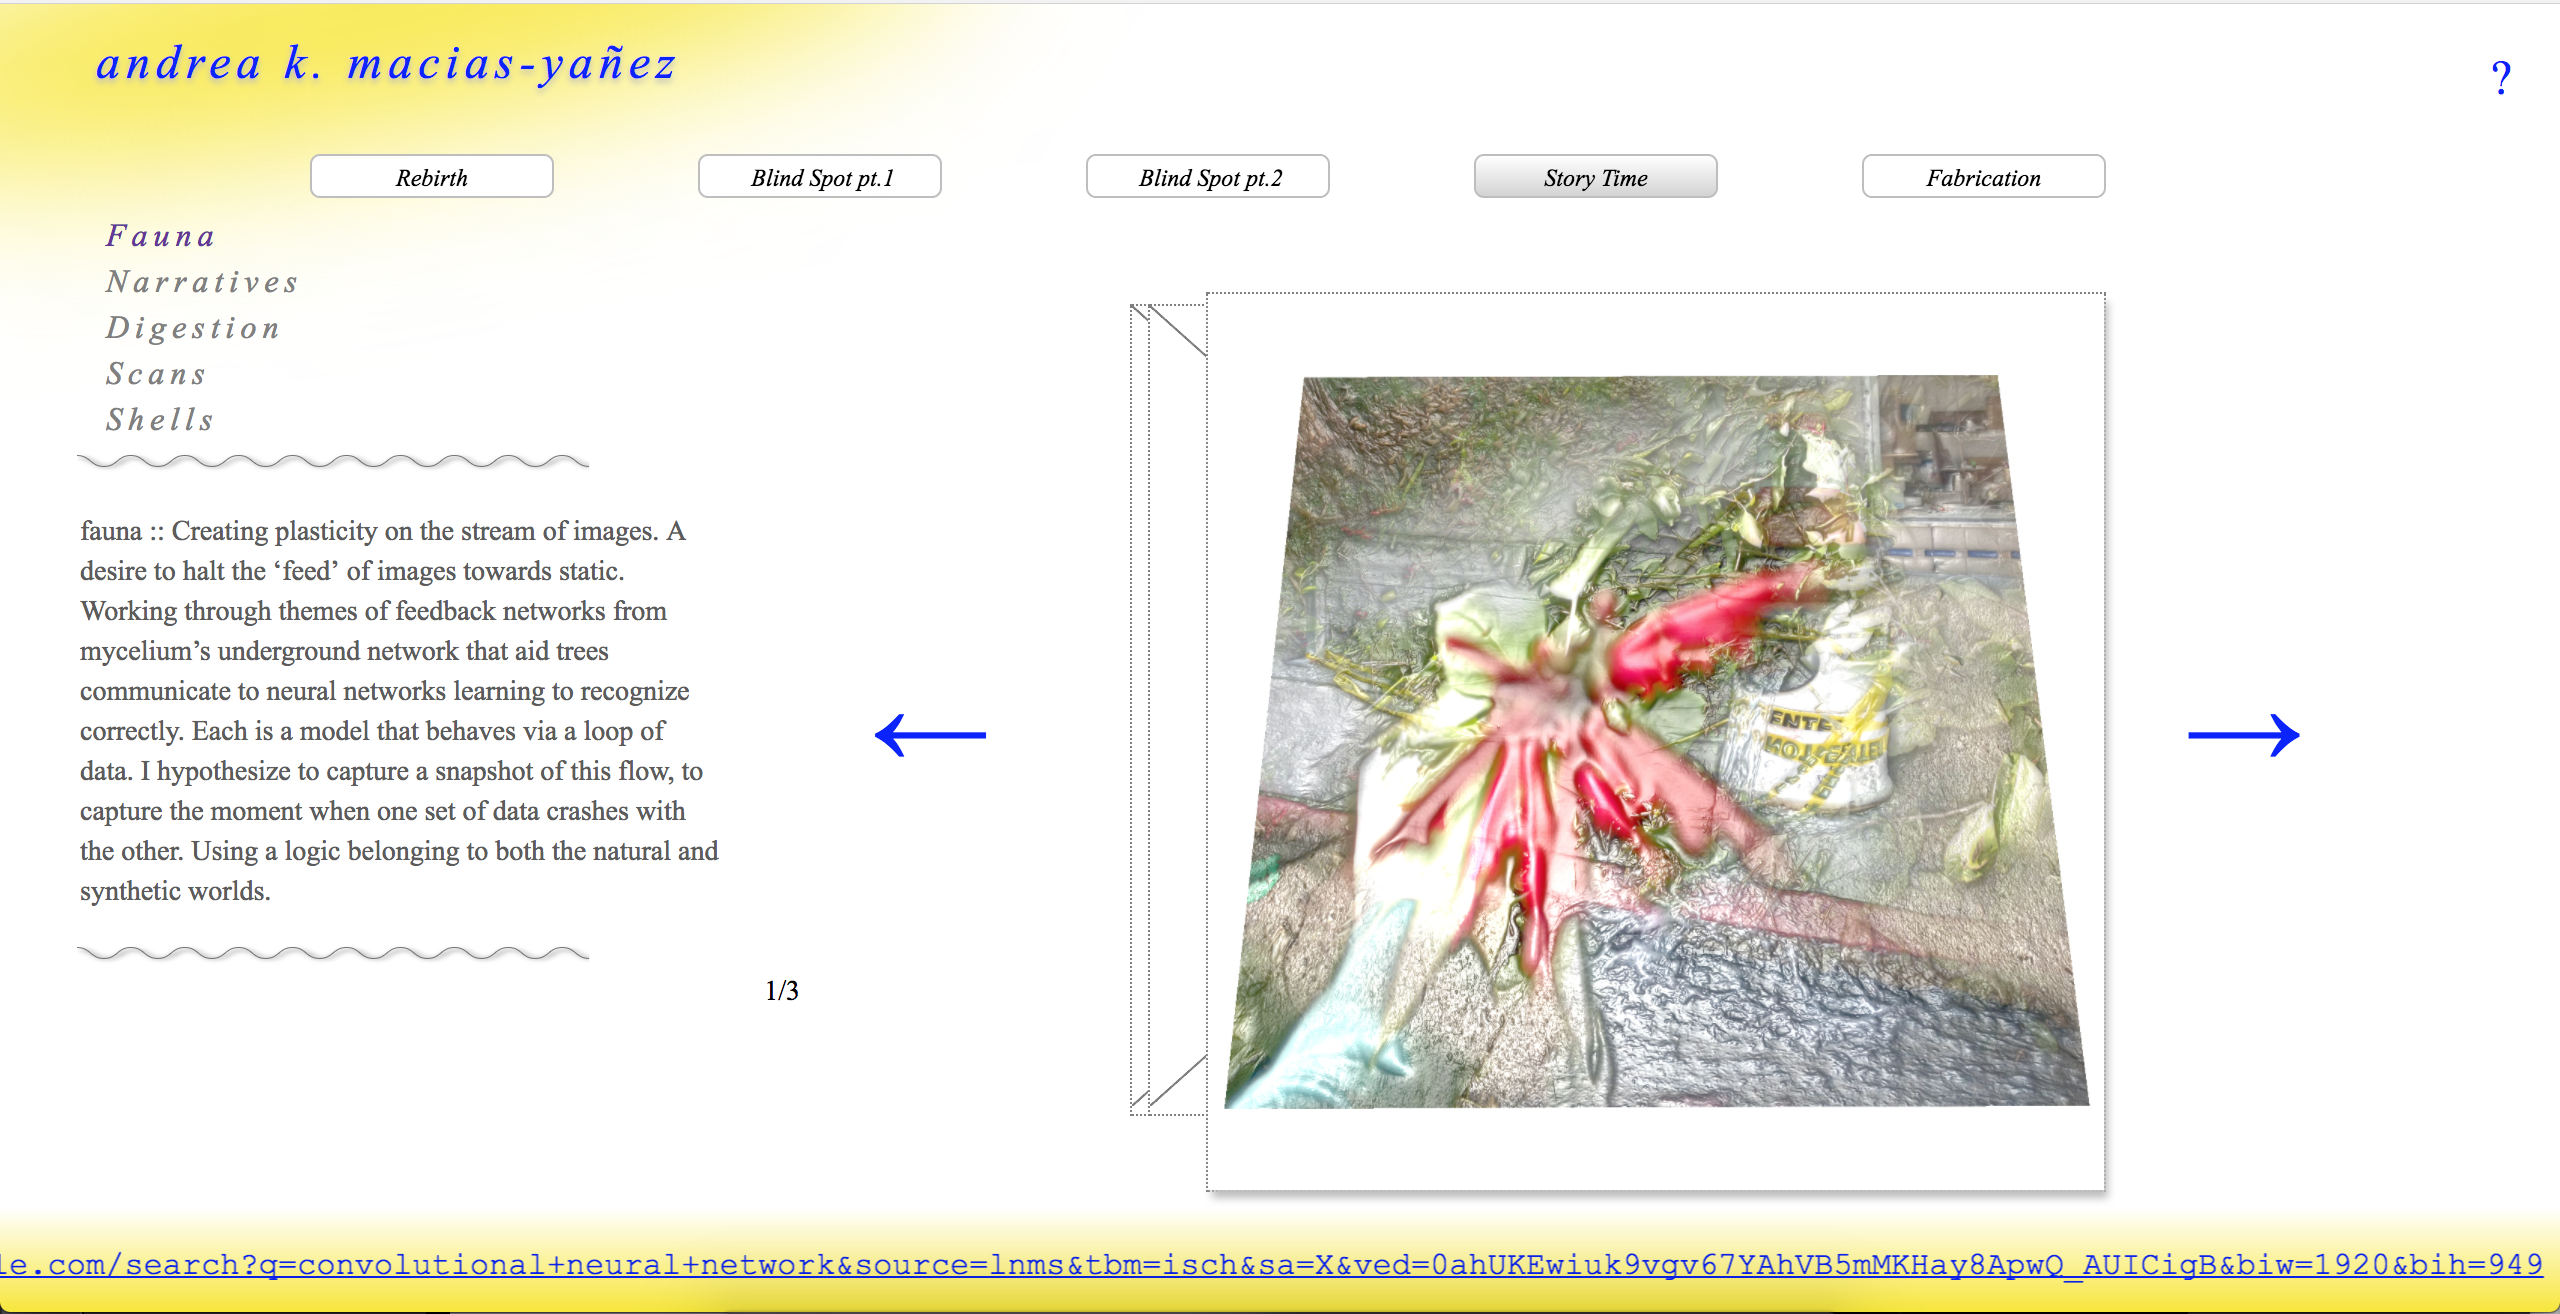 andrea k. macias-yañez
?
Rebirth
Blind Spot pt.1
Blind Spot pt.2
Story Time
Fabrication
Fauna
Narratives
Digestion
Scans
Shells
fauna :: Creating plasticity on the stream of images. A
desire to halt the ‘feed’ of images towards static.
Working through themes of feedback networks from
mycelium’s underground network that aid trees
communicate to neural networks learning to recognize
correctly. Each is a model that behaves via a loop of
data. I hypothesize to capture a snapshot of this flow, to
capture the moment when one set of data crashes with
the other. Using a logic belonging to both the natural and
synthetic worlds.
1/3
le.com/search?q=convolutional+neural+network&source=lnms&tbm=isch&sa=X&ved=0ahUKEwiuk9vgv67YAhVB5mMKHay8ApwQ_AUICigB&biw=1920&bih=949